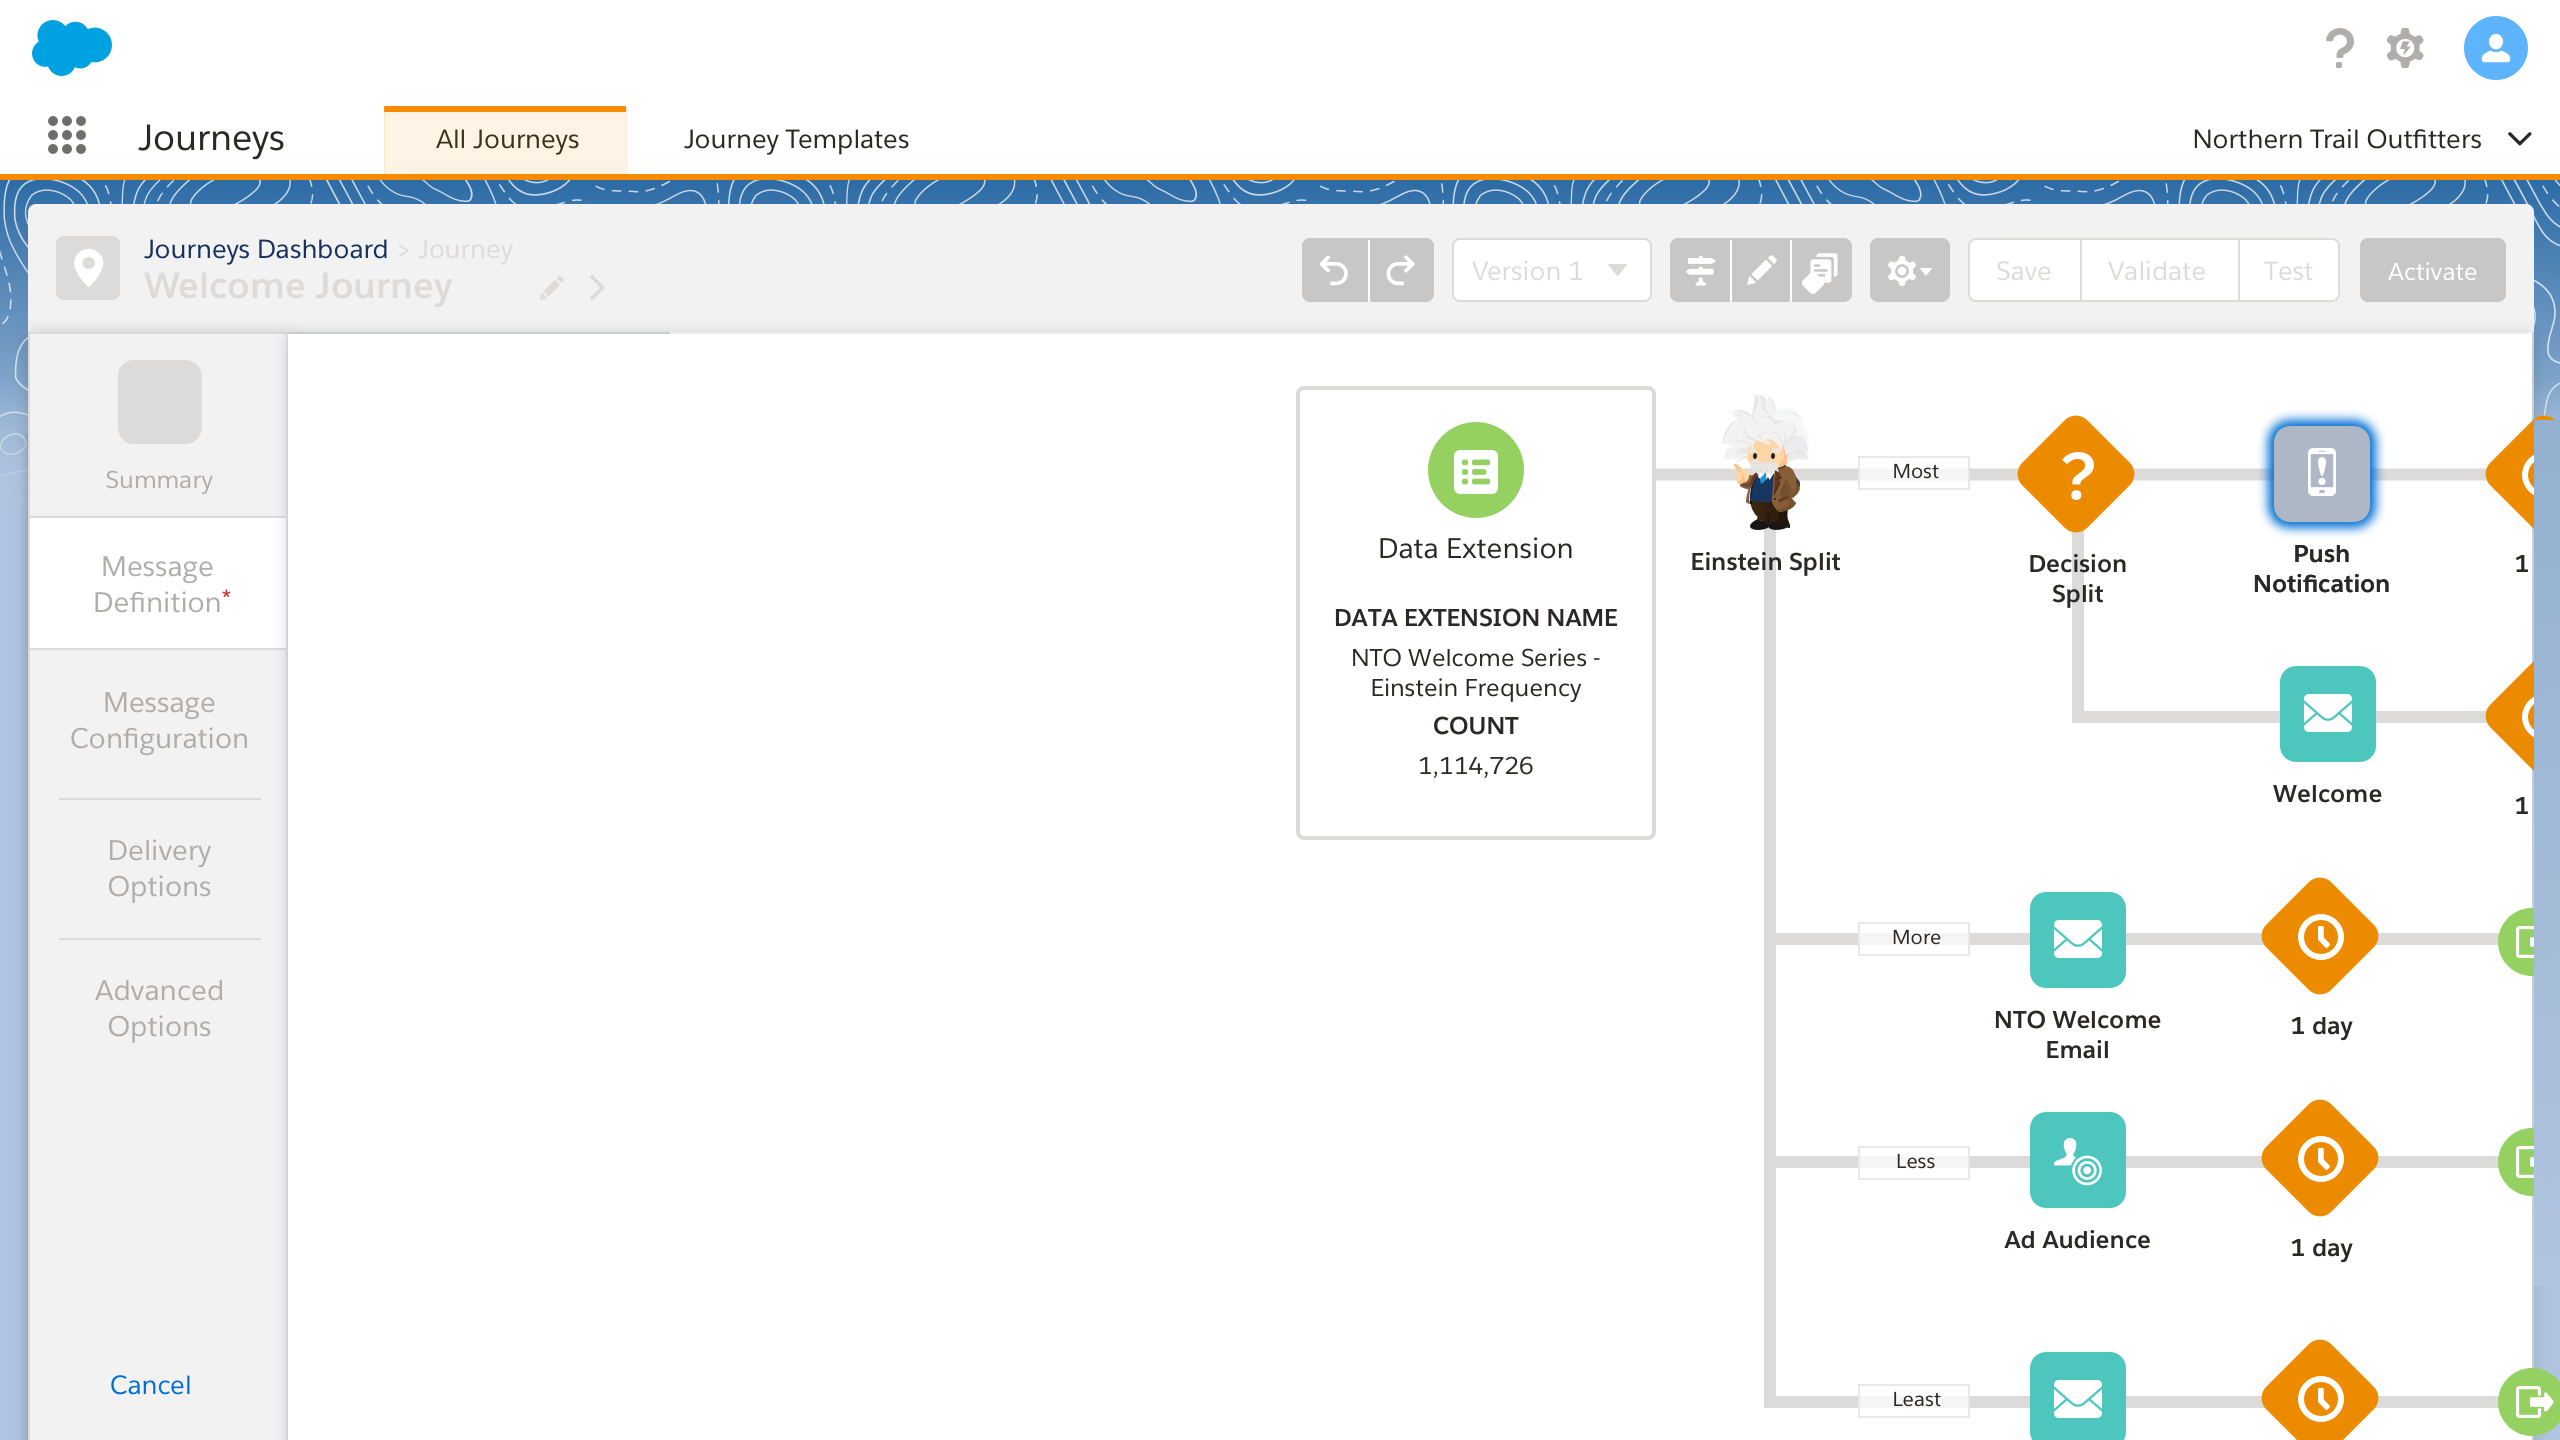 Journeys
All Journeys
Journey Templates
Northern Trail Outfitters
Journeys Dashboard > Journey
Welcome Journey
Version 1
Save
Validate
Test
Activate
Summary
Message
Definition*
Message
Configuration
Delivery
Options
Advanced
Options
Cancel
Data Extension
DATA EXTENSION NAME
NTO Welcome Series -
Einstein Frequency
COUNT
1,114,726
Einstein Split
Most
Decision
Split
Push
Notification
1
Welcome
1
More
NTO Welcome
Email
1 day
Less
Ad Audience
1 day
Least